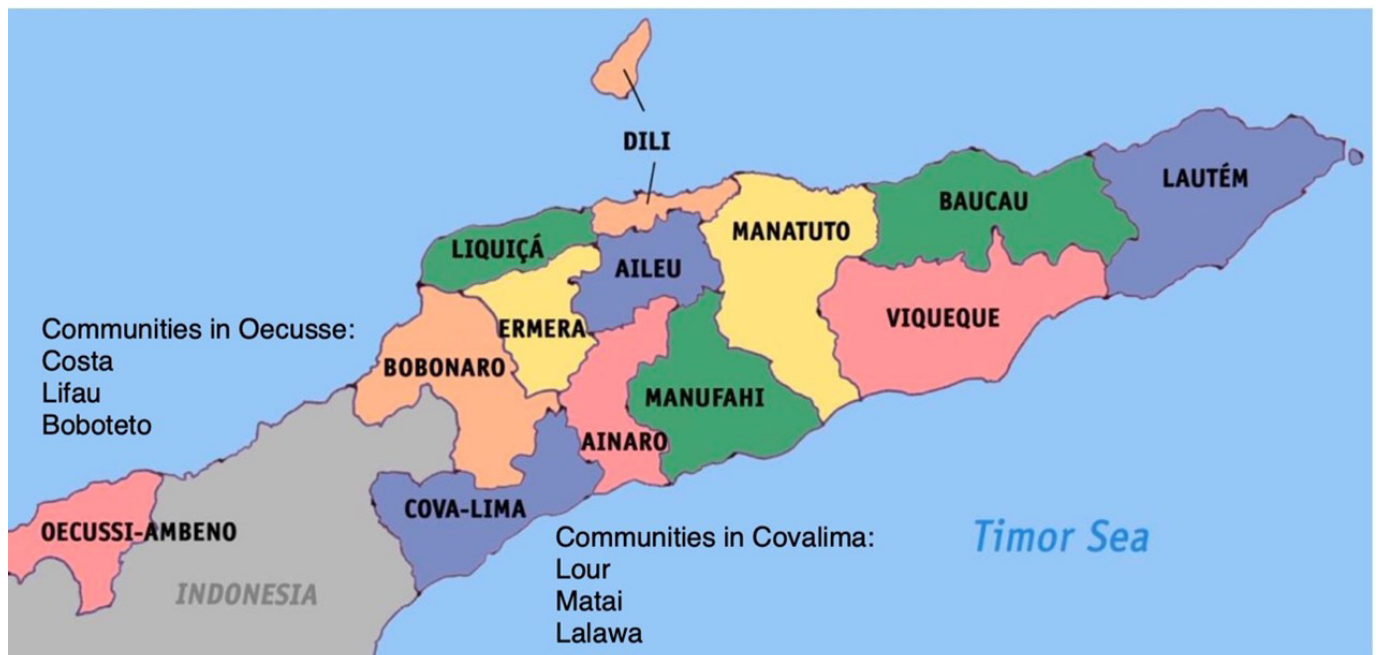 DILI
LAUTÉM
BAUCAU
MANATUTO
LIQUIÇÁ
AILEU
VIQUEQUE
ERMERA
Communities in Oecusse:
Costa
Lifau
Boboteto
BOBONARO
MANUFAHI
AINARO
COVA-LIMA
OECUSSI-AMBENO
Communities in Covalima:
Lour
Matai
Lalawa
Timor Sea
INDONESIA